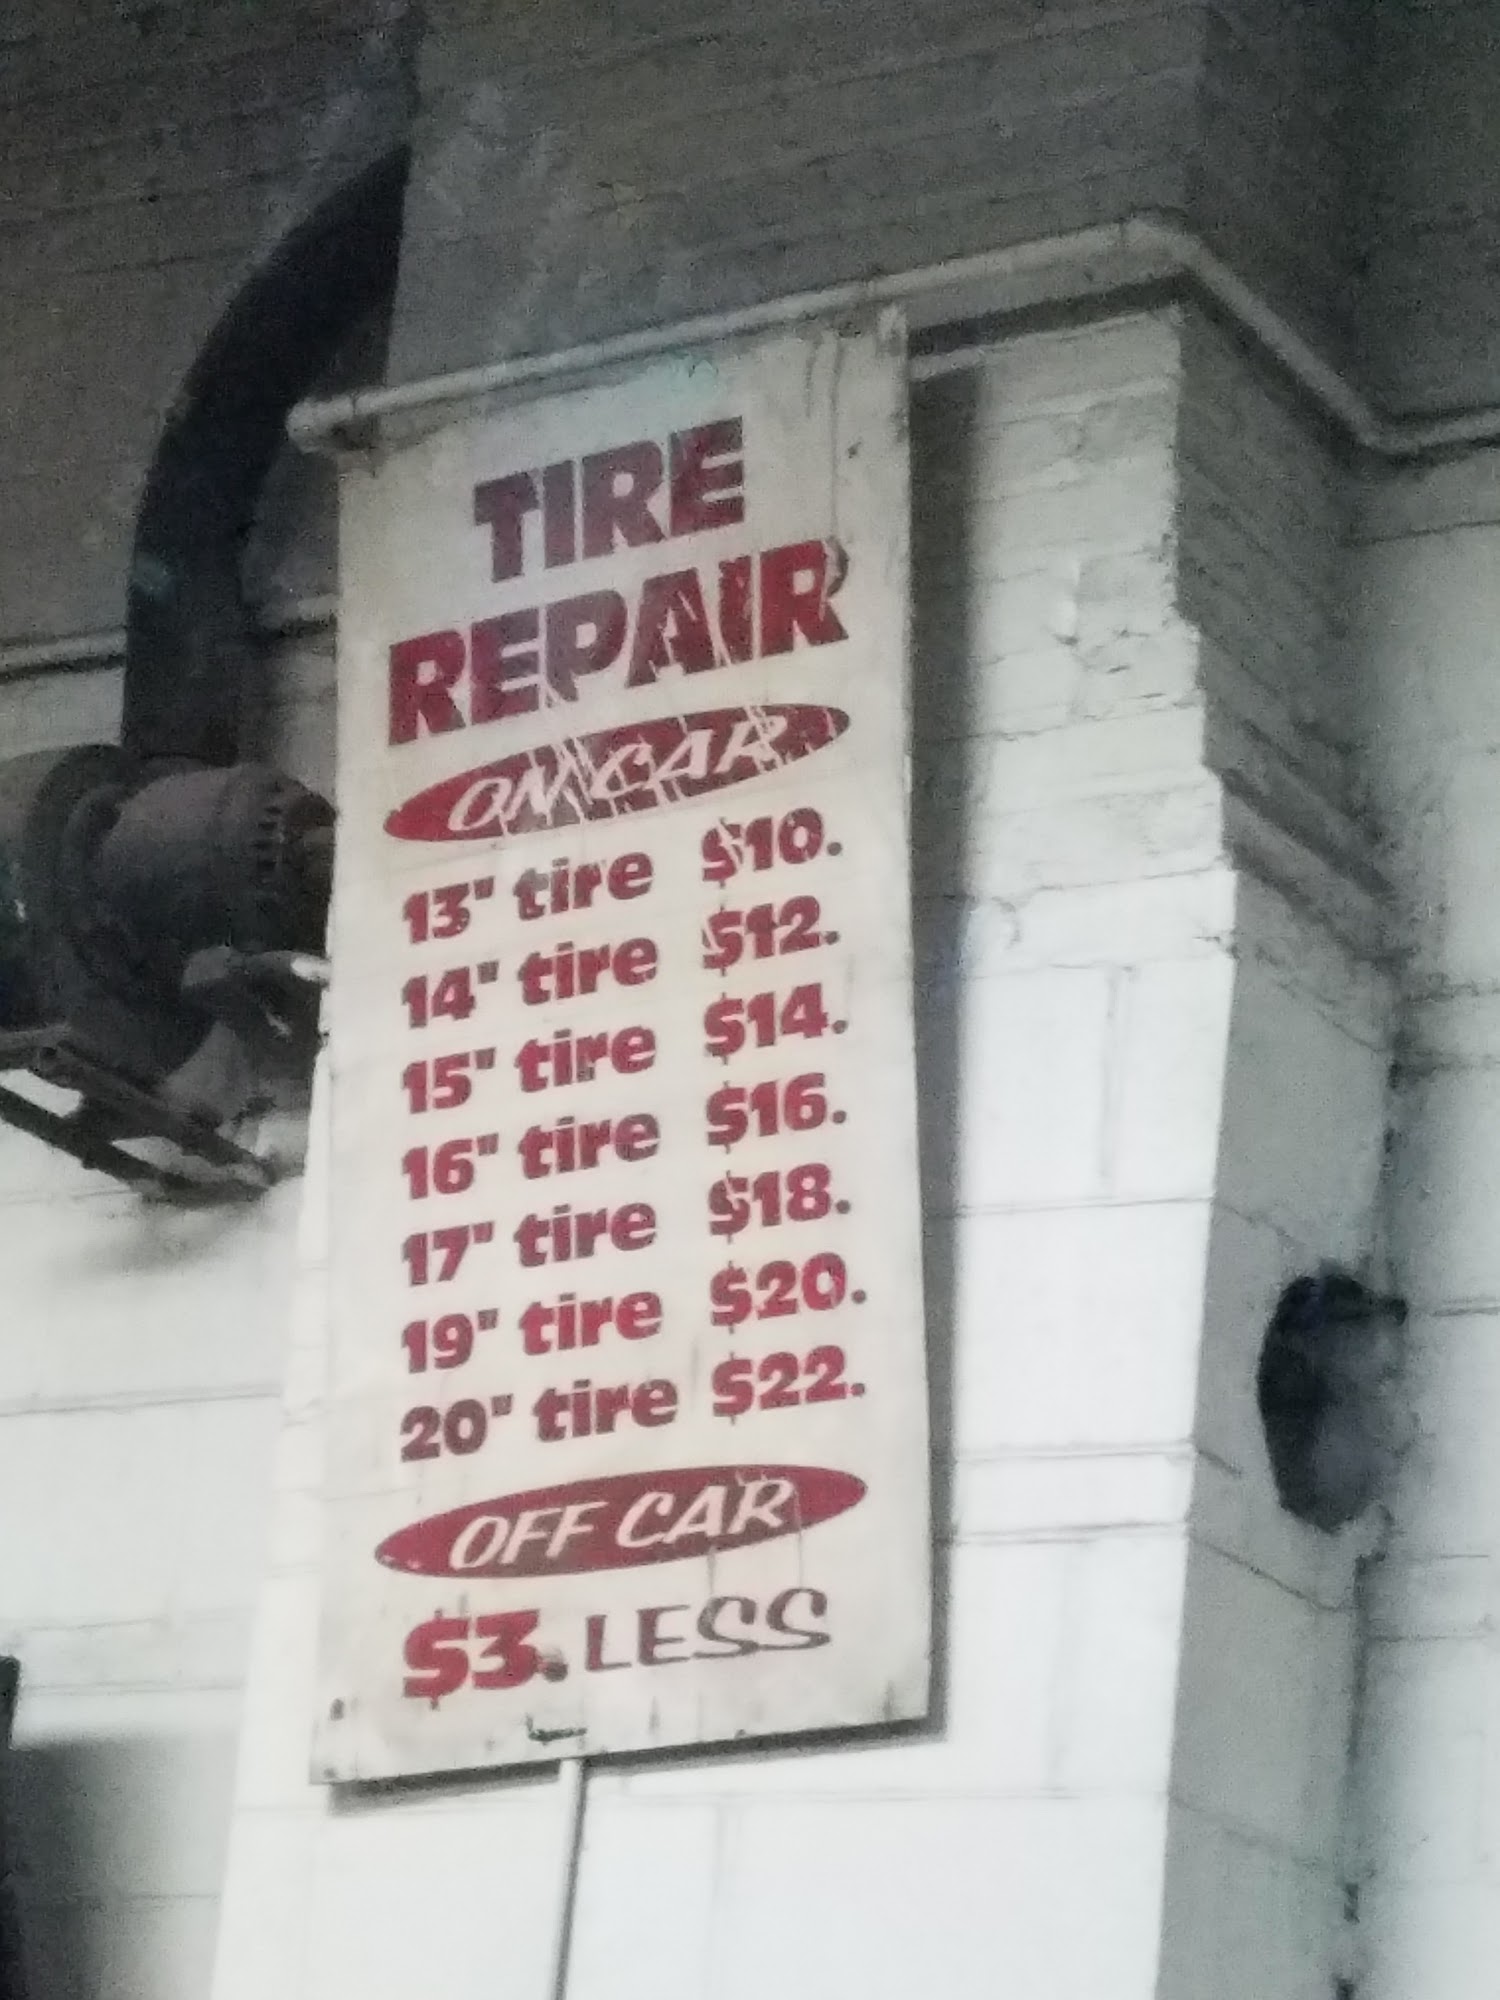 TIRE
REPAIR
ON CAR
13" tire $10.
14" tire $12.
15" tire $14.
16" tire $16.
17" tire $18.
19" tire $20.
20" tire $22.
OFF CAR
$3. LESS